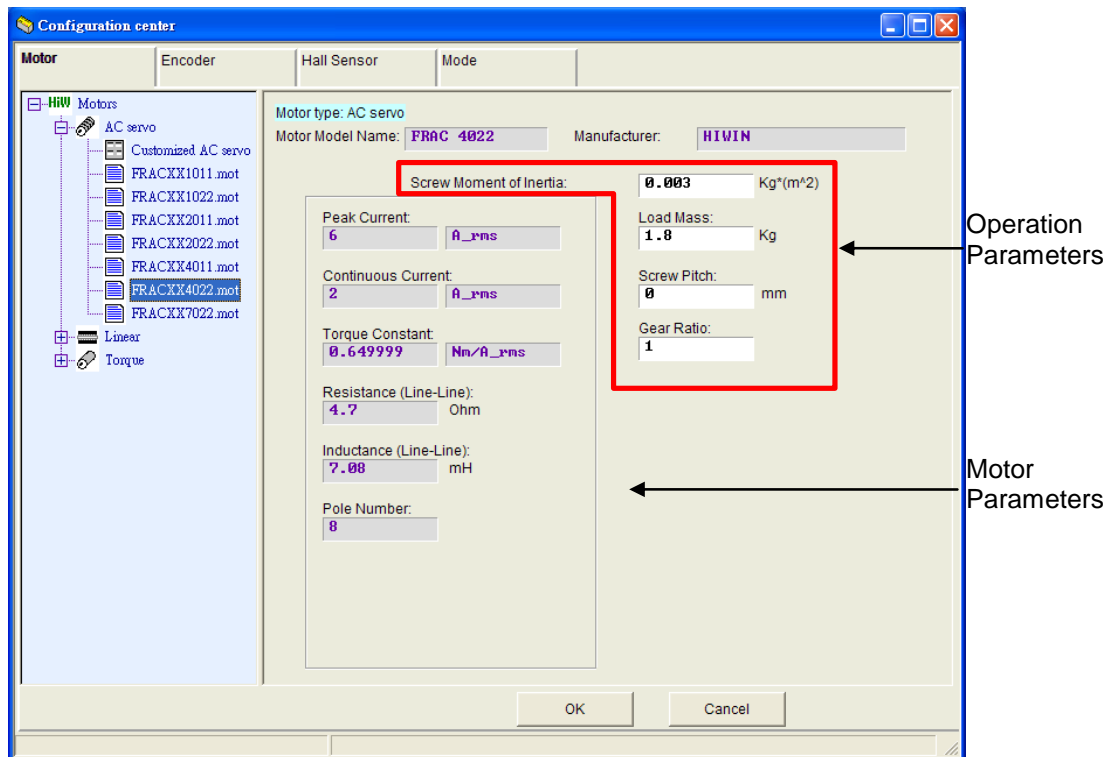 Configuration center
Motor Encoder Hall Sensor Mode
HiW Motors
AC servo
Customized AC servo
FRACXX1011.mot
FRACXX1022.mot
FRACXX2011.mot
FRACXX2022.mot
FRACXX4011.mot
FRACXX4022.mot
FRACXX7022.mot
Linear
Torque
Motor type: AC servo
Motor Model Name: FRAC 4022 Manufacturer: HIWIN
Screw Moment of Inertia: 0.003 Kg*(m^2)
Peak Current:
6 A_rms
Continuous Current:
2 A_rms
Torque Constant:
0.649999 Nm/A_rms
Resistance (Line-Line):
4.7 Ohm
Inductance (Line-Line):
7.08 mH
Pole Number:
8
Load Mass:
1.8 Kg
Screw Pitch:
0 mm
Gear Ratio:
1
OK Cancel
Operation
Parameters
Motor
Parameters